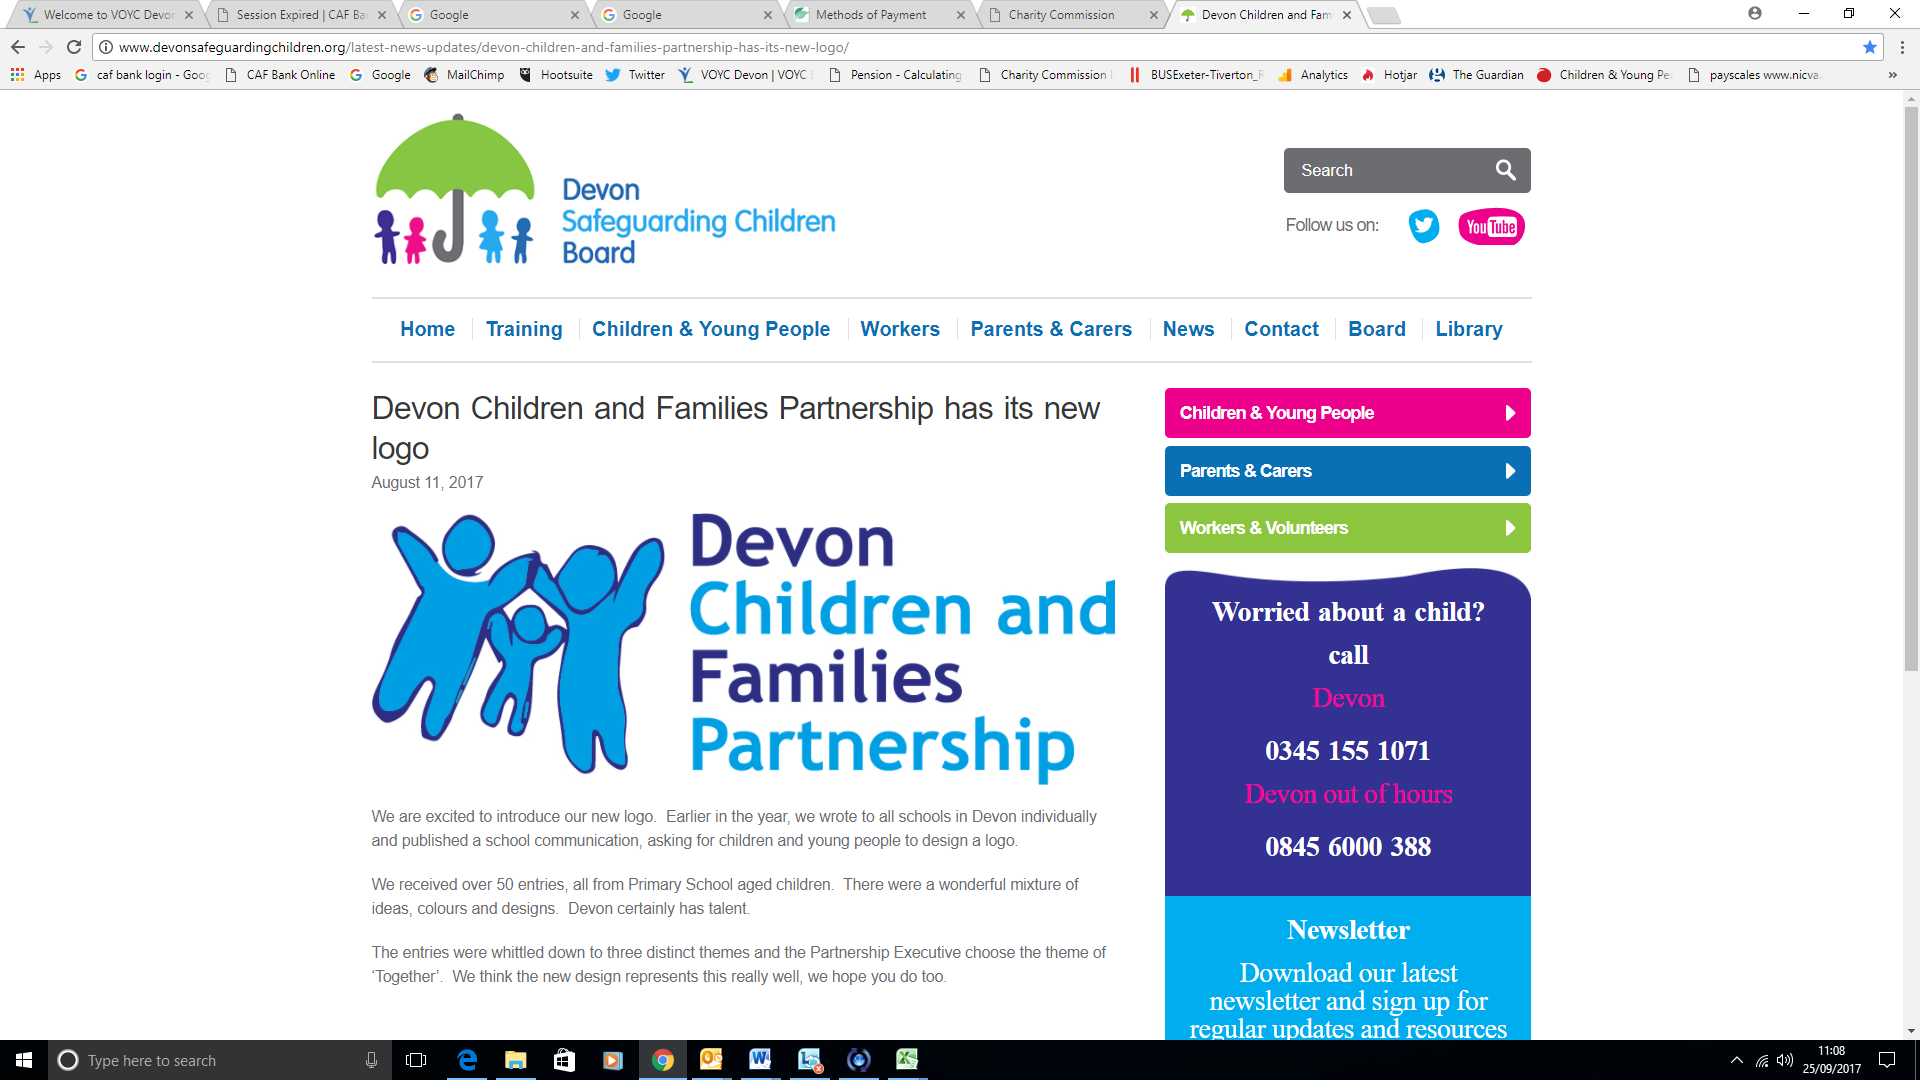 Welcome to VOYC Devon
Session Expired | CAF Ba
Google
Google
Methods of Payment
Charity Commission
Devon Children and Fam
www.devonsafeguardingchildren.org/latest-news-updates/devon-children-and-families-partnership-has-its-new-logo/
Apps
caf bank login - Goog
CAF Bank Online
Google
MailChimp
Hootsuite
Twitter
VOYC Devon | VOYC
Pension - Calculating
Charity Commission
BUSExeter-Tiverton_
Analytics
Hotjar
The Guardian
Children & Young Pe
payscales www.nicva.
Devon
Safeguarding Children
Board
Search
Follow us on:
YouTube
Home
Training
Children & Young People
Workers
Parents & Carers
News
Contact
Board
Library
Devon Children and Families Partnership has its new
logo
August 11, 2017
Devon
Children and
Families
Partnership
We are excited to introduce our new logo.  Earlier in the year, we wrote to all schools in Devon individually
and published a school communication, asking for children and young people to design a logo.
We received over 50 entries, all from Primary School aged children.  There were a wonderful mixture of
ideas, colours and designs.  Devon certainly has talent.
The entries were whittled down to three distinct themes and the Partnership Executive choose the theme of
‘Together’.  We think the new design represents this really well, we hope you do too.
Children & Young People
Parents & Carers
Workers & Volunteers
Worried about a child?
call
Devon
0345 155 1071
Devon out of hours
0845 6000 388
Newsletter
Download our latest
newsletter and sign up for
regular updates and resources
Type here to search
11:08
25/09/2017